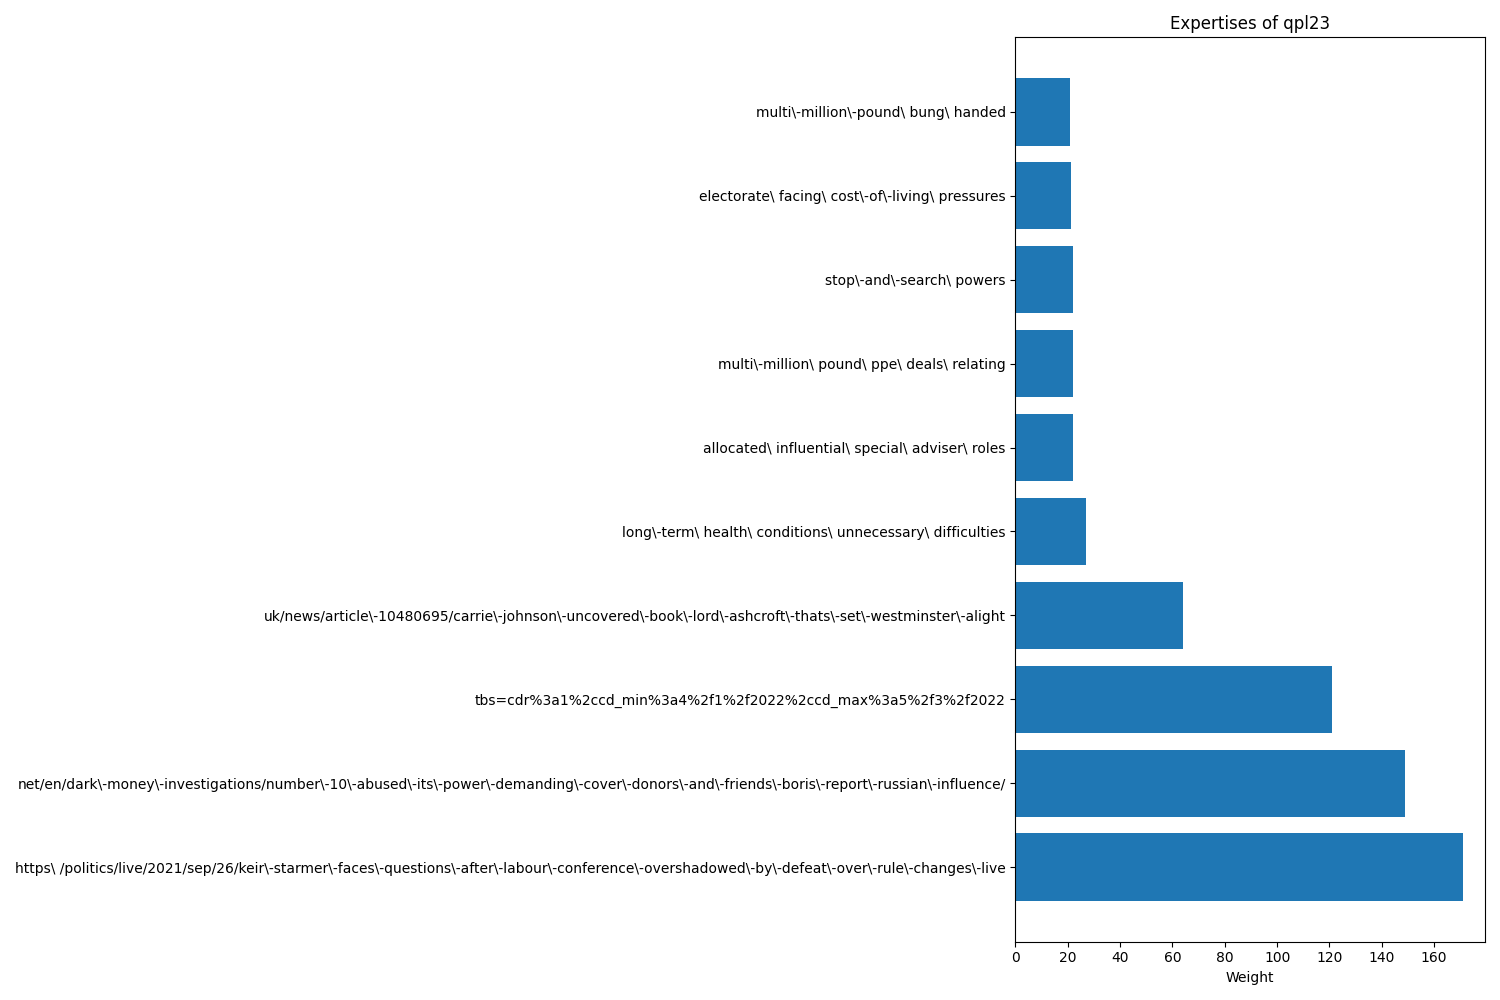 Expertises of qpl23
multi\-million\-pound\ bung\ handed
electorate\ facing\ cost\-of\-living\ pressures
stop\-and\-search\ powers
multi\-million\ pound\ ppe\ deals\ relating
allocated\ influential\ special\ adviser\ roles
long\-term\ health\ conditions\ unnecessary\ difficulties
uk/news/article\-10480695/carrie\-johnson\-uncovered\-book\-lord\-ashcroft\-thats\-set\-westminster\-alight
tbs=cdr%3a1%2ccd_min%3a4%2f1%2f2022%2ccd_max%3a5%2f3%2f2022
net/en/dark\-money\-investigations/number\-10\-abused\-its\-power\-demanding\-cover\-donors\-and\-friends\-boris\-report\-russian\-influence/
https\ /politics/live/2021/sep/26/keir\-starmer\-faces\-questions\-after\-labour\-conference\-overshadowed\-by\-defeat\-over\-rule\-changes\-live
0 20 40 60 80 100 120 140 160
Weight